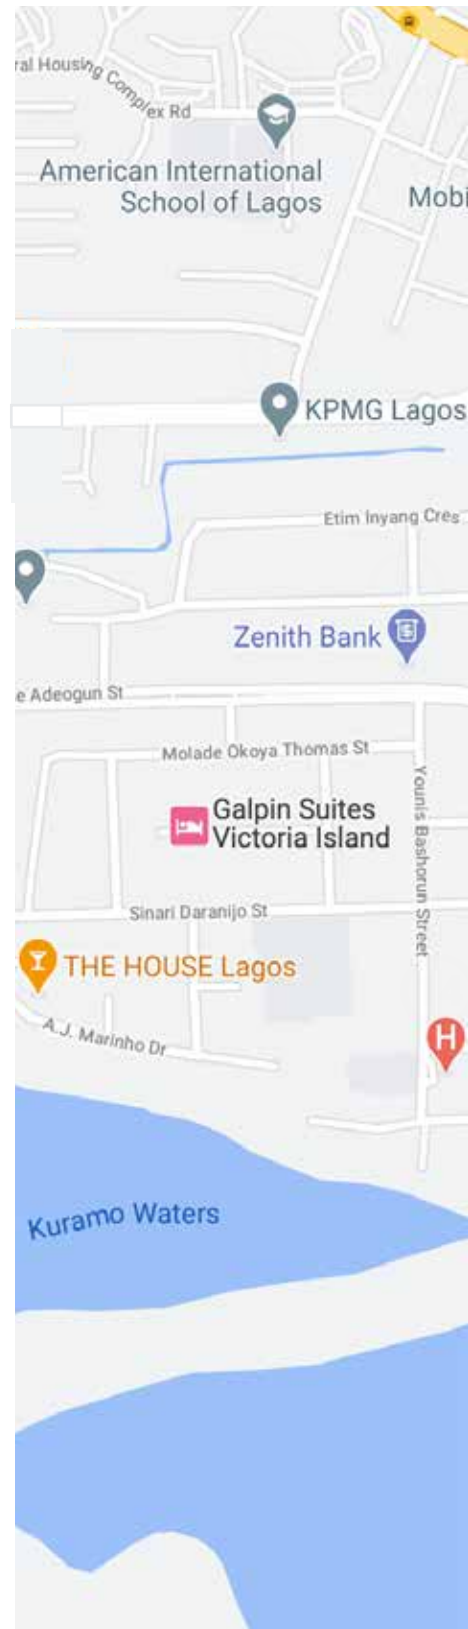 ral Housing Complex Rd
American International
School of Lagos
Mobi
KPMG Lagos
Etim Inyang Cres
Zenith Bank
e Adeogun St
Molade Okoya Thomas St
Galpin Suites
Victoria Island
Younis Bashorun Street
Sinari Daranijo St
THE HOUSE Lagos
A.J. Marinho Dr
H
Kuramo Waters